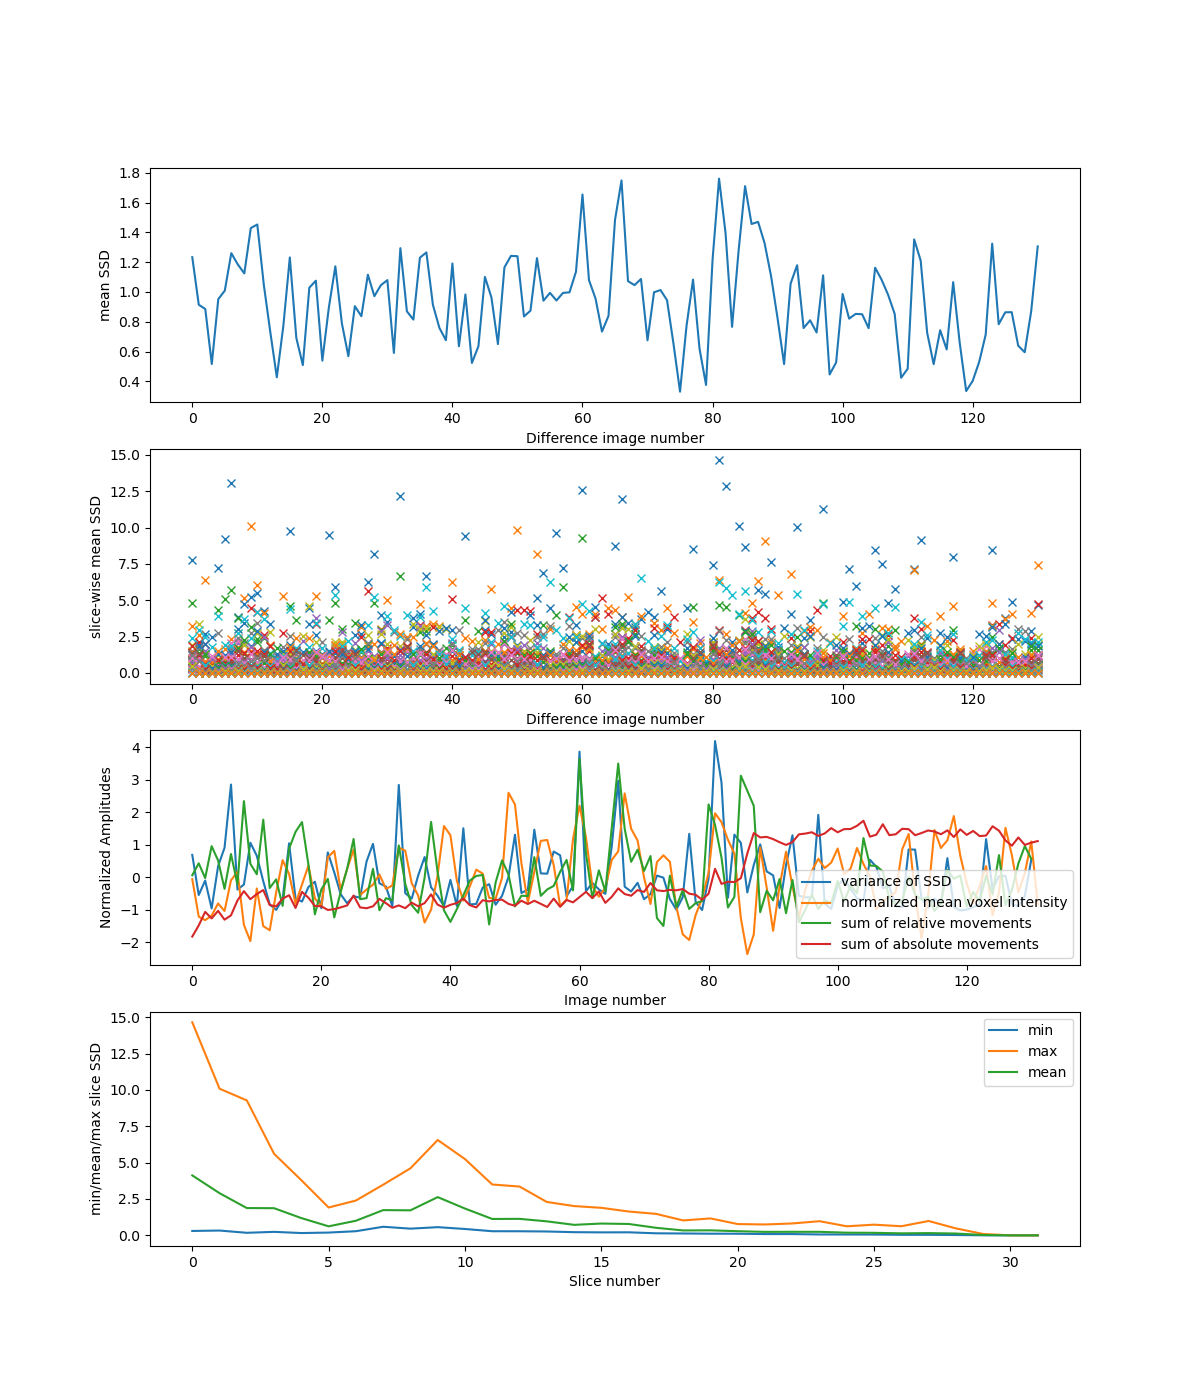 mean SSD
1.8
1.6
1.4
1.2
1.0
0.8
0.6
0.4
0 20 40 60 80 100 120
Difference image number
slice-wise mean SSD
15.0
12.5
10.0
7.5
5.0
2.5
0.0
0 20 40 60 80 100 120
Difference image number
Normalized Amplitudes
4
3
2
1
0
−1
−2
variance of SSD
normalized mean voxel intensity
sum of relative movements
sum of absolute movements
0 20 40 60 80 100 120
Image number
min/mean/max slice SSD
15.0
12.5
10.0
7.5
5.0
2.5
0.0
min
max
mean
0 5 10 15 20 25 30
Slice number